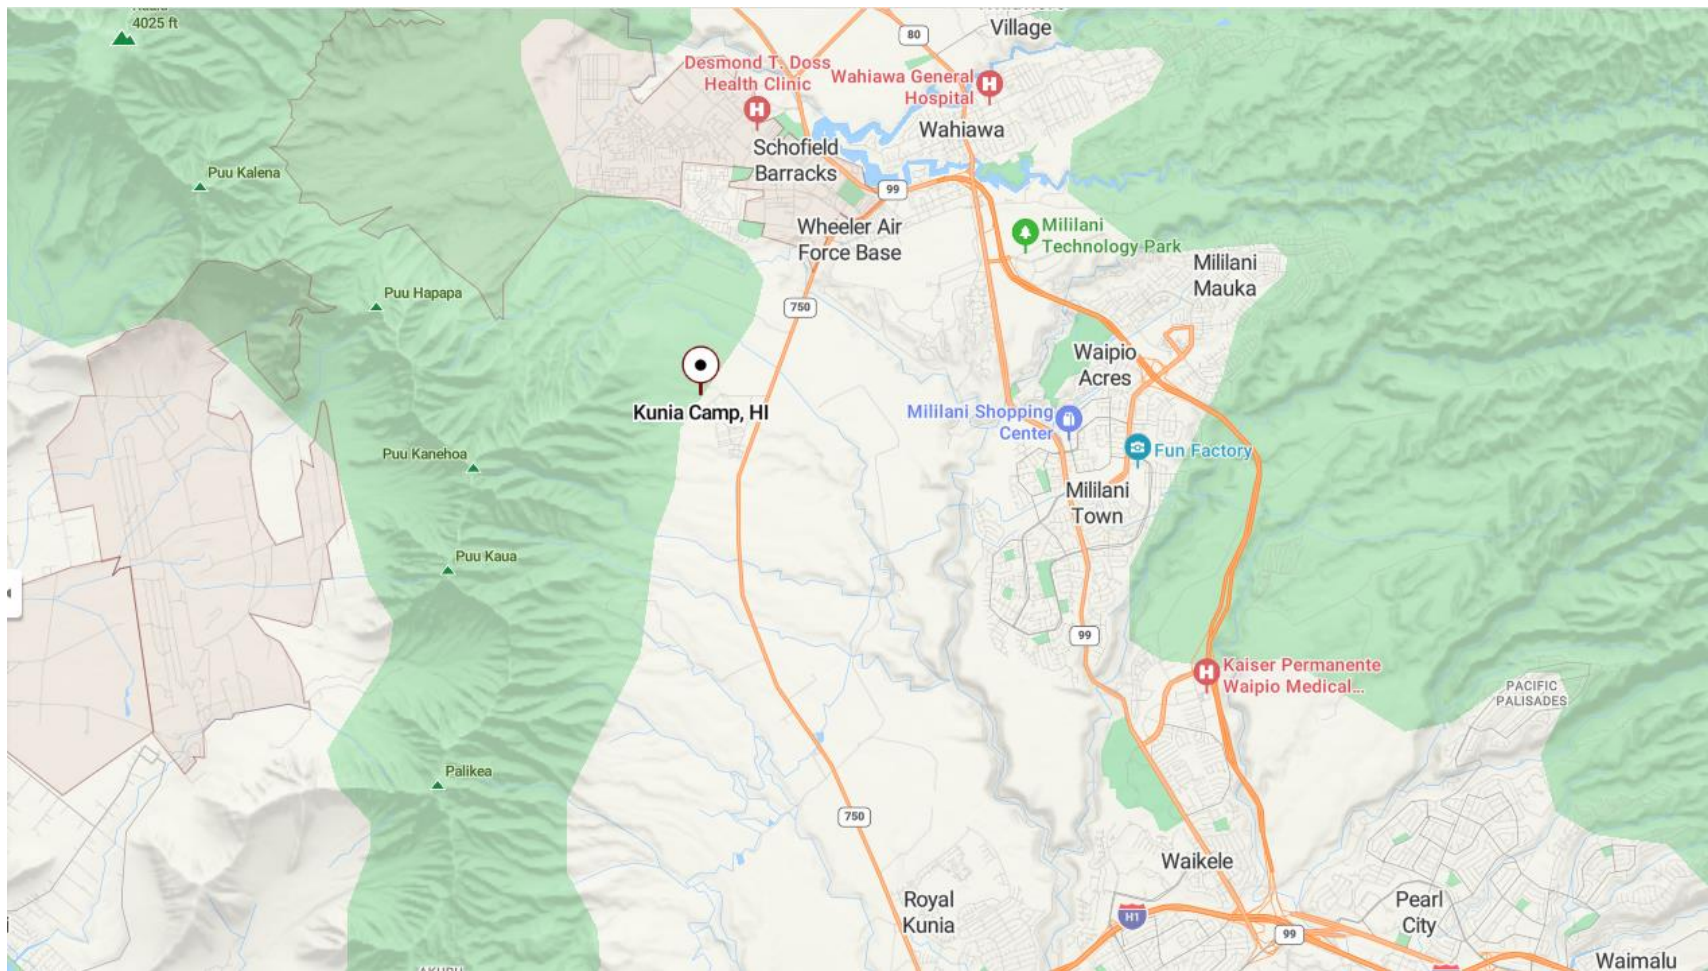 4025 ft
80
Village
Desmond T. Doss
Health Clinic
Wahiawa General
Hospital
Wahiawa
Schofield
Barracks
Puu Kalena
99
Wheeler Air
Force Base
Mililani
Technology Park
Mililani
Mauka
Puu Hapapa
750
Waipio
Acres
Kunia Camp, HI
Mililani Shopping
Center
Fun Factory
Puu Kanehoa
Mililani
Town
Puu Kaua
99
Kaiser Permanente
Waipio Medical...
PACIFIC
PALISADES
Palikea
750
Waikele
Royal
Kunia
H1
Pearl
City
99
Waimalu